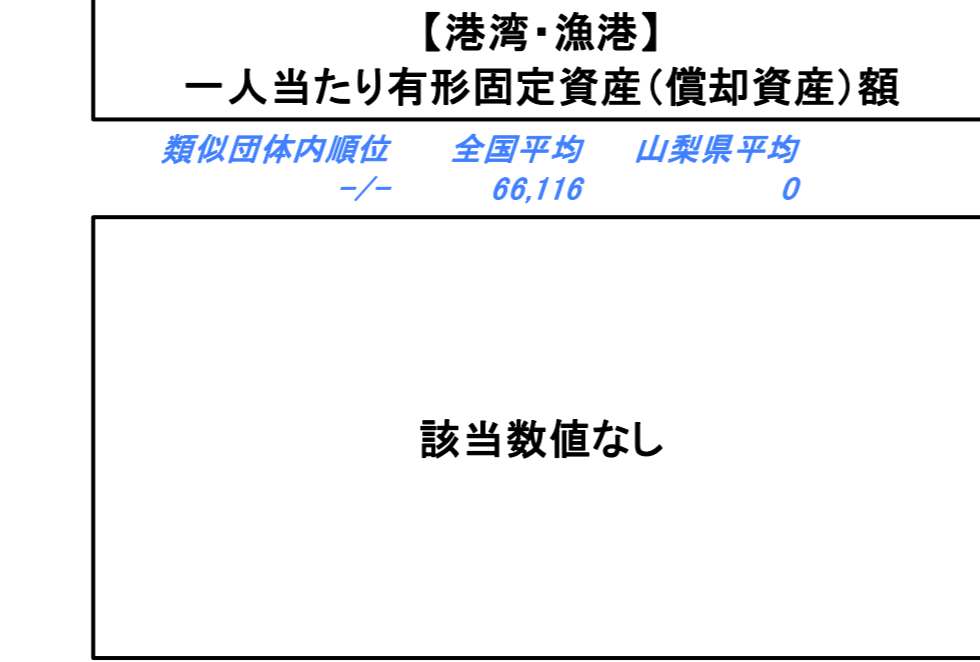 【港湾・漁港】
一人当たり有形固定資産（償却資産）額
類似団体内順位 全国平均 山梨県平均
-/- 66,116 0
該当数値なし